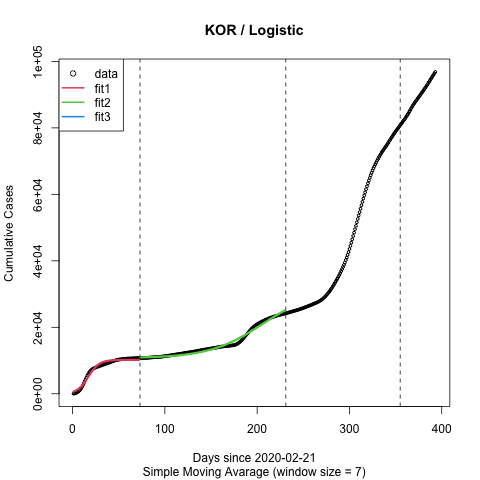 KOR / Logistic
data
fit1
fit2
fit3
Cumulative Cases
0e+00
2e+04
4e+04
6e+04
8e+04
1e+05
0
100
200
300
400
Days since 2020-02-21
Simple Moving Avarage (window size = 7)